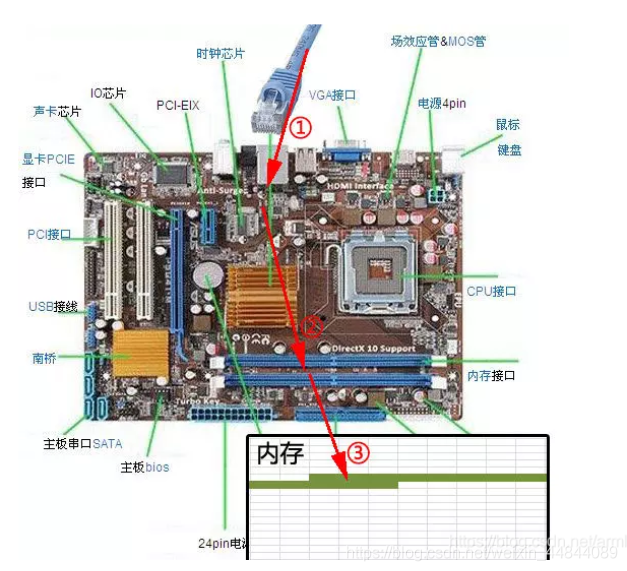 场效应管&MOS管
时钟芯片
IO芯片
PCI-EIX
VGA接口
电源4pin
声卡芯片
①
鼠标
键盘
显卡PCIE
接口
Anti-Surge
HDMI Interface
PCI接口
CPU接口
USB接线
②
DirectX 10 Support
南桥
内存接口
Turbo Key
主板串口SATA
主板bios
内存
③
24pin电
https://blog.csdn.net/arml
https://blog.csdn.net/weixin_44844089